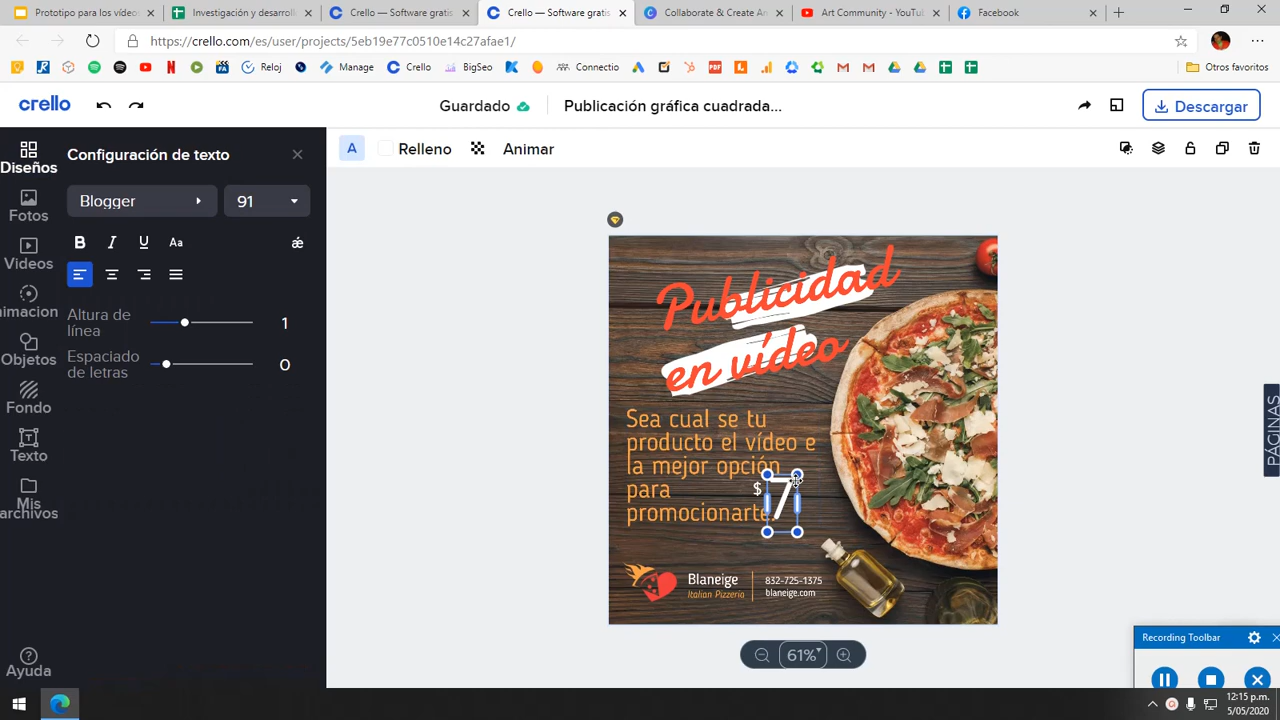 Prototipo para los vídeos
Investigación y desarroll
Crello — Software gratis
Crello — Software gratis
Collaborate & Create Am
Art Community - YouTub
Facebook
https://crello.com/es/user/projects/5eb19e77c0510e14c27afae1/
Reloj
Manage
Crello
BigSeo
Connectio
Otros favoritos
crello
Guardado
Publicación gráfica cuadrada...
Descargar
Diseños
Configuración de texto
A
Relleno
Animar
Fotos
Blogger
91
Videos
B
I
U
Aa
æ
Animacion
Altura de
línea
1
Objetos
Espaciado
de letras
0
Fondo
Texto
Mis
archivos
Ayuda
Publicidad
en vídeo
Sea cual se tu
producto el vídeo e
la mejor opción
para
promocionarte.
$
7
Blaneige
Italian Pizzeria
832-725-1375
blaneige.com
61%
PÁGINAS
Recording Toolbar
12:15 p.m.
5/05/2020